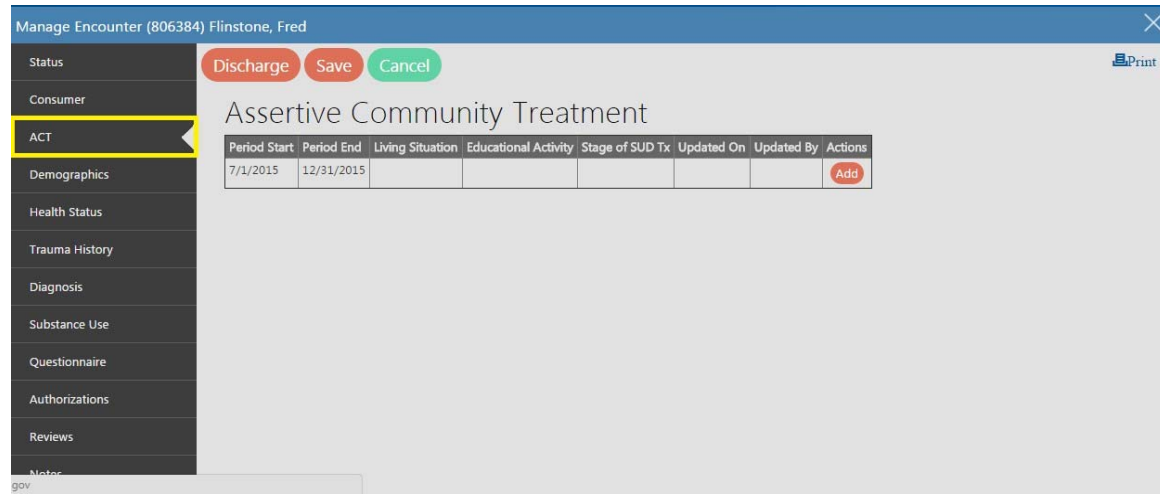 Manage Encounter (806384) Flinstone, Fred
Status
Consumer
ACT
Demographics
Health Status
Trauma History
Diagnosis
Substance Use
Questionnaire
Authorizations
Reviews
Notes
gov
Discharge Save Cancel
Print
Assertive Community Treatment
Period Start Period End Living Situation Educational Activity Stage of SUD Tx Updated On Updated By Actions
7/1/2015 12/31/2015 Add